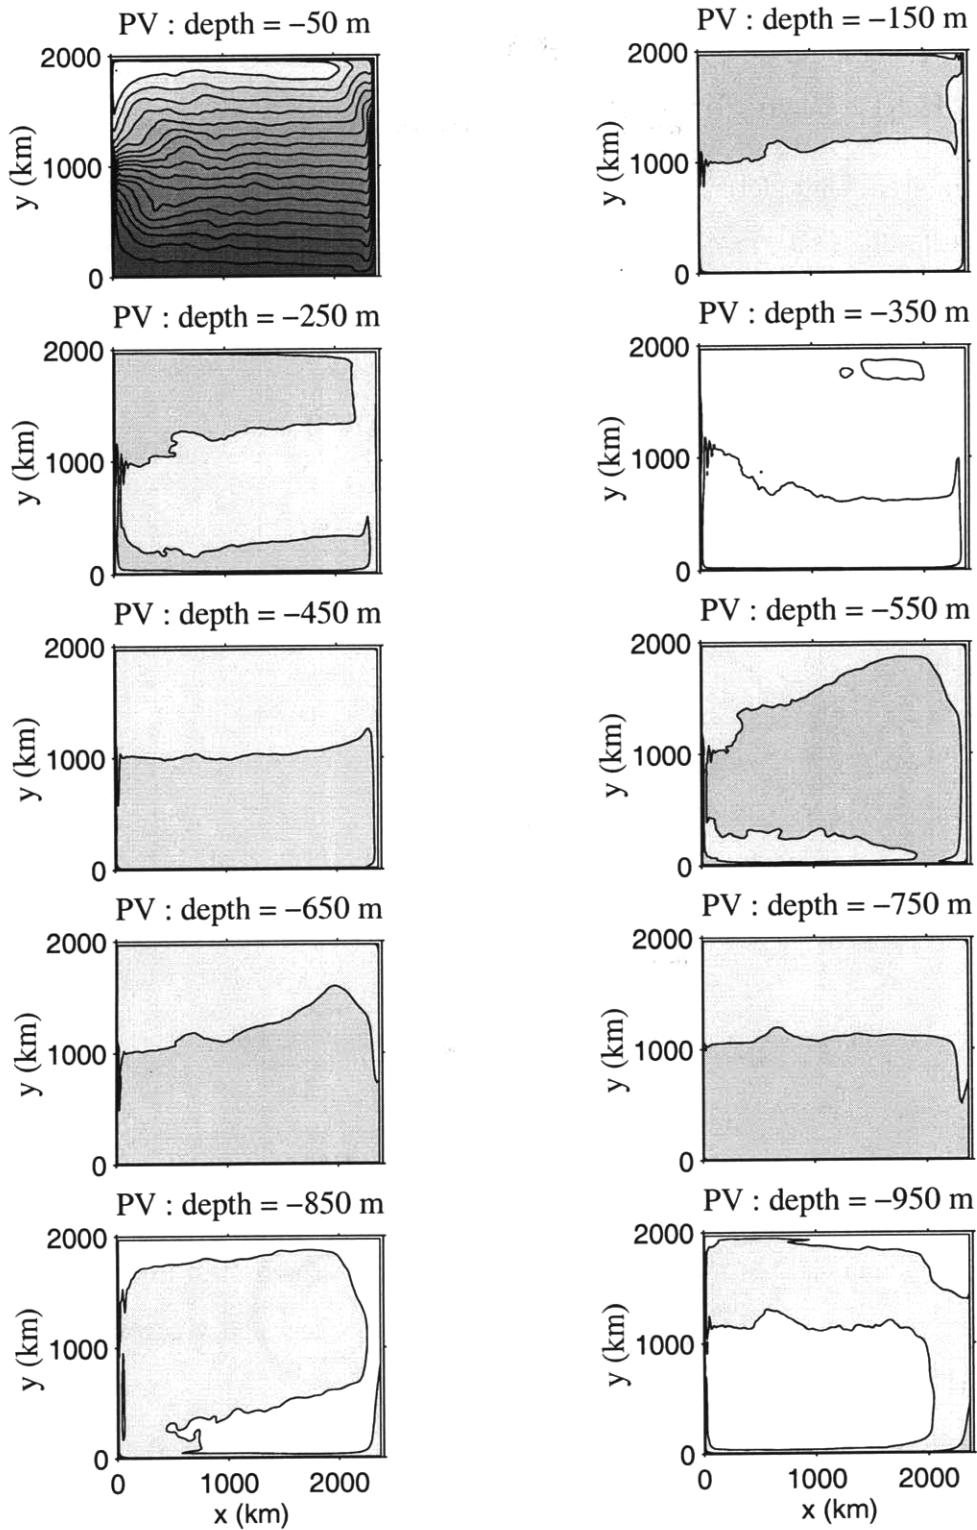 PV : depth = −50 m
PV : depth = −150 m
2000
1000
0
y (km)
2000
1000
0
y (km)
PV : depth = −250 m
PV : depth = −350 m
2000
1000
0
y (km)
2000
1000
0
y (km)
PV : depth = −450 m
PV : depth = −550 m
2000
1000
0
y (km)
2000
1000
0
y (km)
PV : depth = −650 m
PV : depth = −750 m
2000
1000
0
y (km)
2000
1000
0
y (km)
PV : depth = −850 m
PV : depth = −950 m
2000
1000
0
y (km)
0 1000 2000
x (km)
2000
1000
0
y (km)
0 1000 2000
x (km)